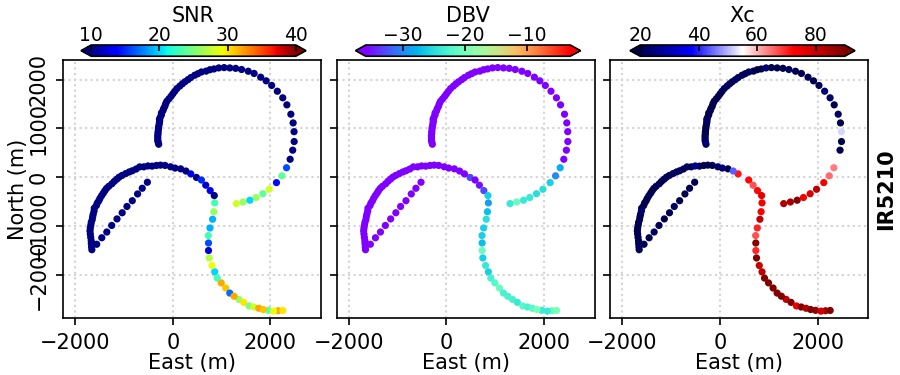 SNR DBV Xc
10 20 30 40 −30 −20 −10 20 40 60 80
North (m)
2000
1000
0
−1000
−2000
−2000 0 2000 −2000 0 2000 −2000 0 2000
East (m) East (m) East (m)
IR5210